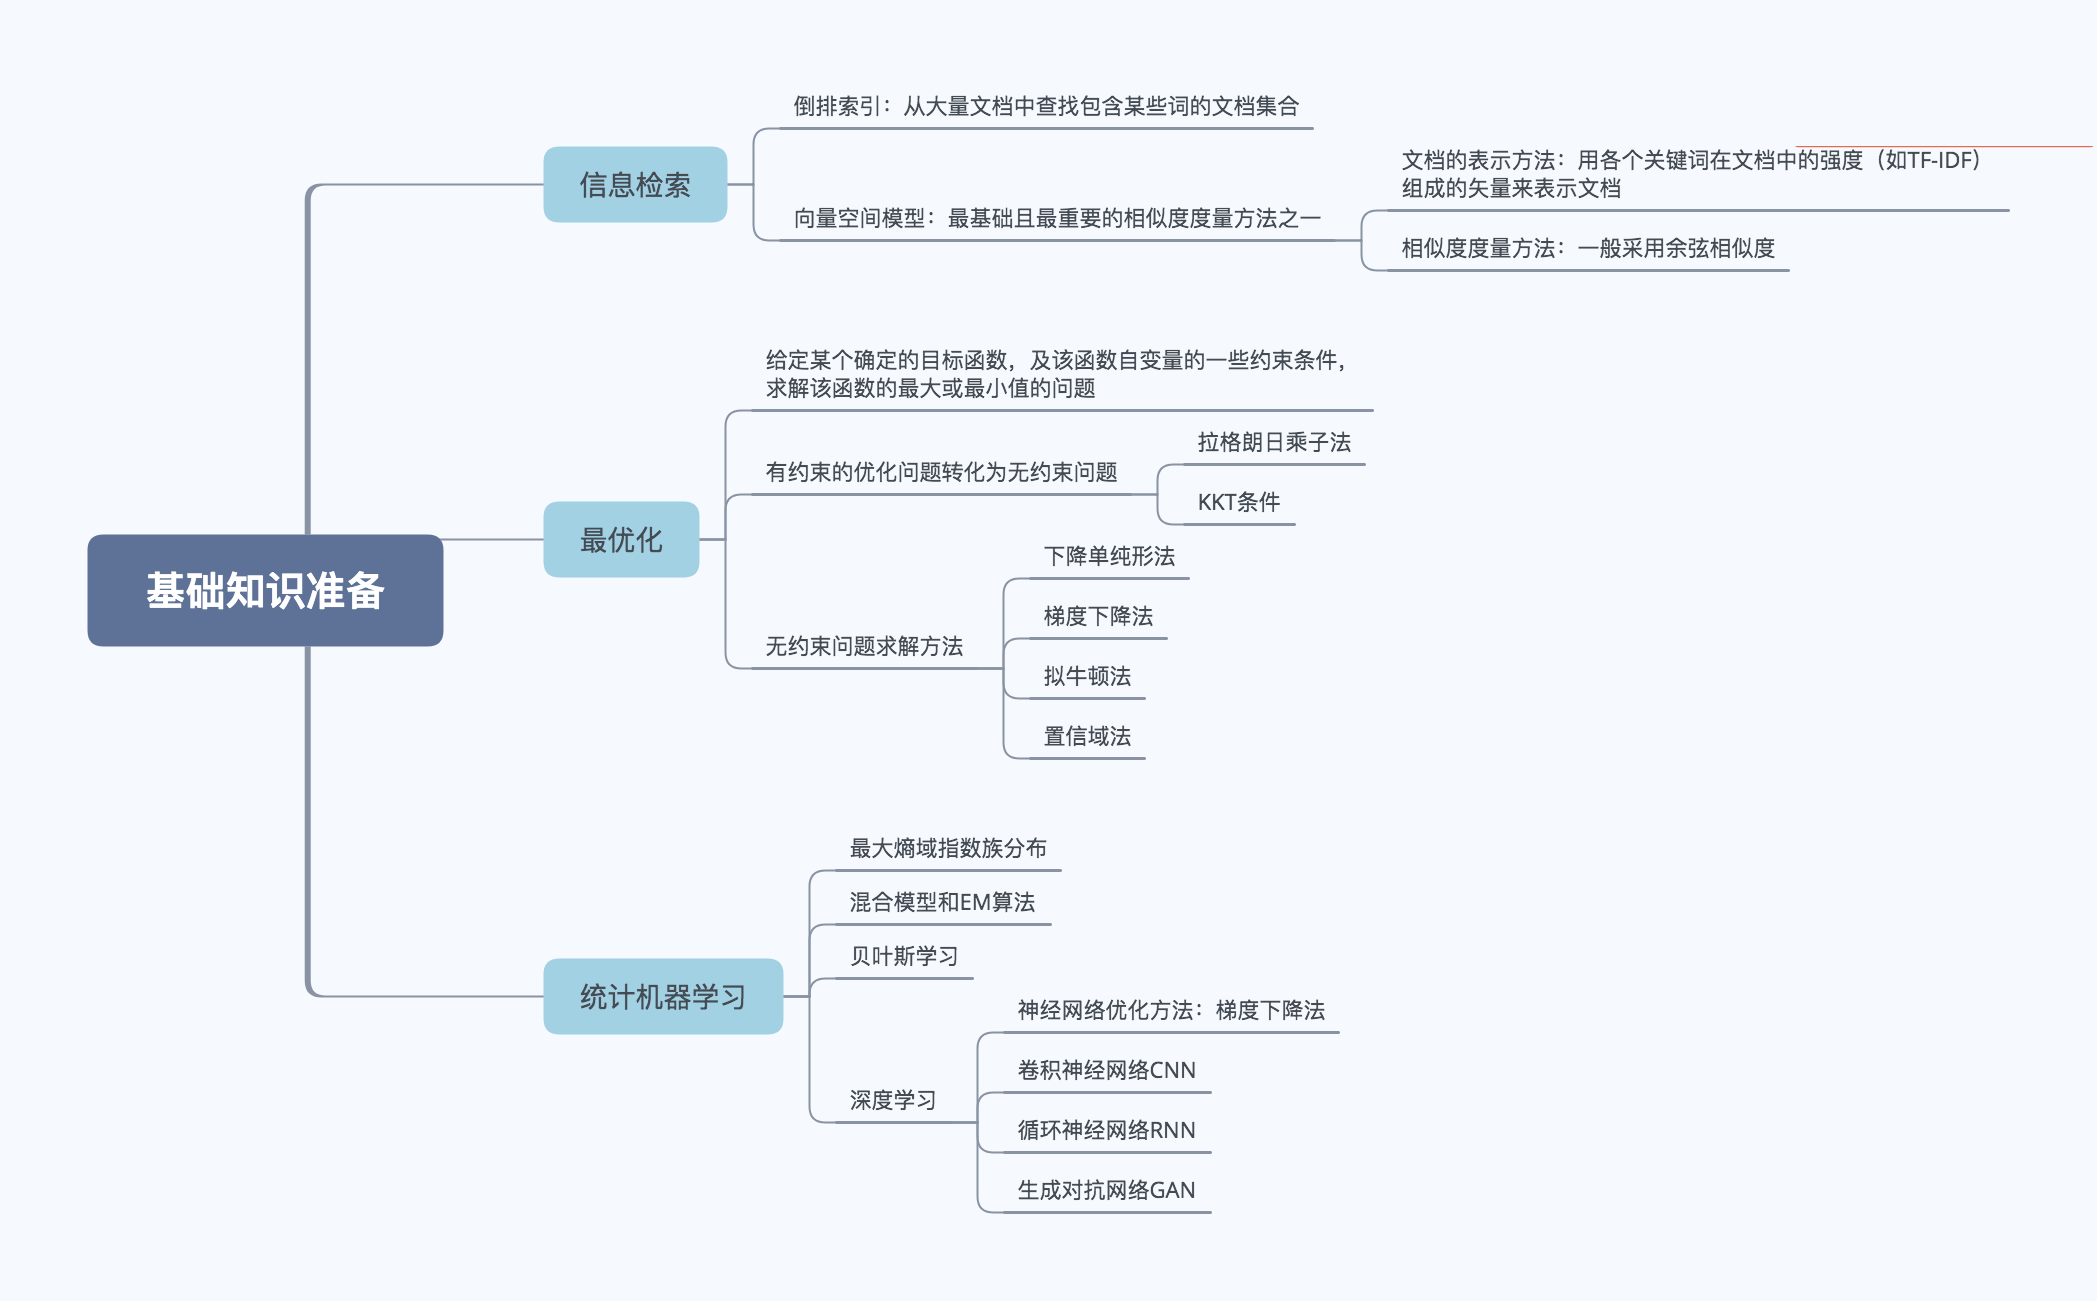 基础知识准备
信息检索
倒排索引：从大量文档中查找包含某些词的文档集合
向量空间模型：最基础且最重要的相似度度量方法之一
文档的表示方法：用各个关键词在文档中的强度（如TF-IDF）
组成的矢量来表示文档
相似度度量方法：一般采用余弦相似度
最优化
给定某个确定的目标函数，及该函数自变量的一些约束条件，
求解该函数的最大或最小值的问题
有约束的优化问题转化为无约束问题
拉格朗日乘子法
KKT条件
无约束问题求解方法
下降单纯形法
梯度下降法
拟牛顿法
置信域法
统计机器学习
最大熵域指数族分布
混合模型和EM算法
贝叶斯学习
深度学习
神经网络优化方法：梯度下降法
卷积神经网络CNN
循环神经网络RNN
生成对抗网络GAN